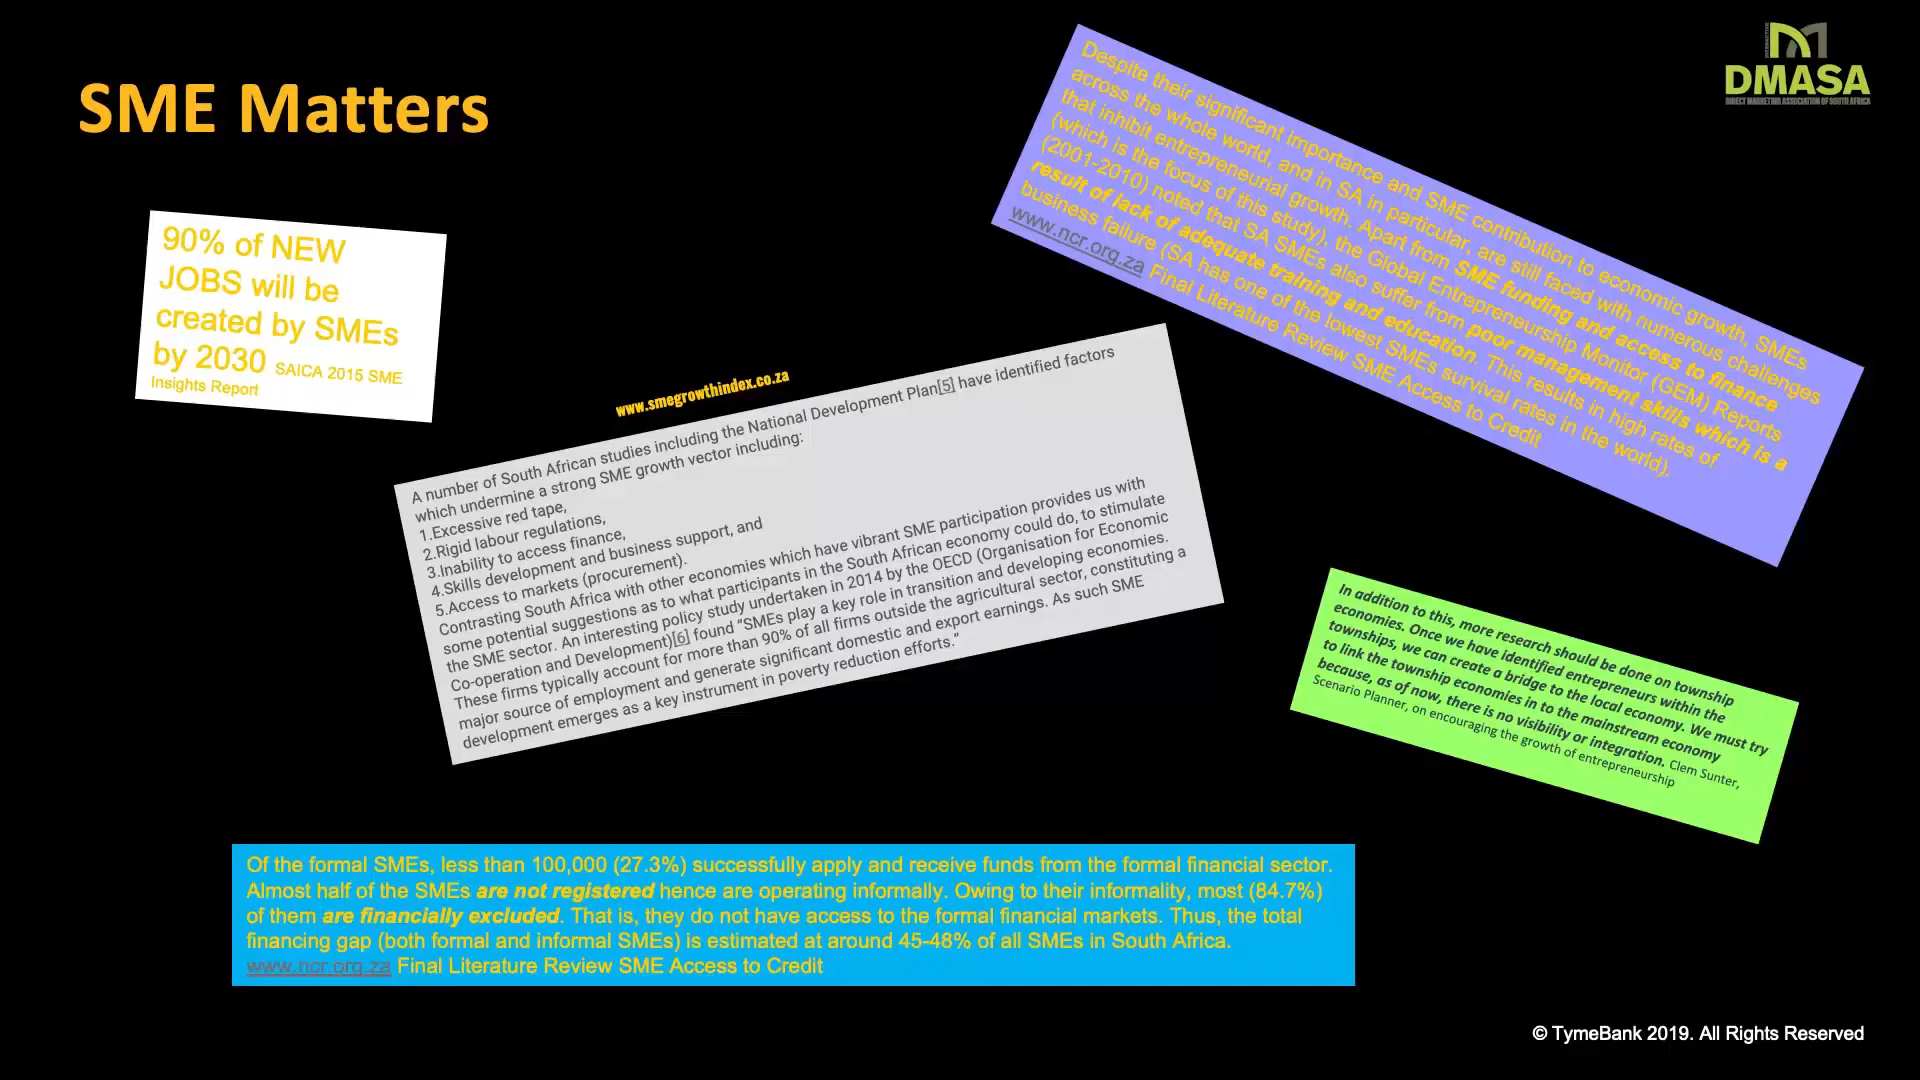 SME Matters
DMASA
DIRECT MARKETING ASSOCIATION OF SOUTH AFRICA
90% of NEW
JOBS will be
created by SMEs
by 2030 SAICA 2015 SME
Insights Report
Despite their significant importance and SME contribution to economic growth, SMEs
across the whole world, and in SA in particular, are still faced with numerous challenges
that inhibit entrepreneurial growth. Apart from SME funding and access to finance
(which is the focus of this study), the Global Entrepreneurship Monitor (GEM) Reports
(2001-2010) noted that SA SMEs also suffer from poor management skills which is a
result of lack of adequate training and education. This results in high rates of
business failure (SA has one of the lowest SMEs survival rates in the world).
www.ncr.org.za Final Literature Review SME Access to Credit
www.smegrowthindex.co.za
A number of South African studies including the National Development Plan[5] have identified factors
which undermine a strong SME growth vector including:
1.Excessive red tape,
2.Rigid labour regulations,
3.Inability to access finance,
4.Skills development and business support, and
5.Access to markets (procurement).
Contrasting South Africa with other economies which have vibrant SME participation provides us with
some potential suggestions as to what participants in the South African economy could do, to stimulate
the SME sector. An interesting policy study undertaken in 2014 by the OECD (Organisation for Economic
Co-operation and Development)[6] found “SMEs play a key role in transition and developing economies.
These firms typically account for more than 90% of all firms outside the agricultural sector, constituting a
major source of employment and generate significant domestic and export earnings. As such SME
development emerges as a key instrument in poverty reduction efforts.”
In addition to this, more research should be done on township
economies. Once we have identified entrepreneurs within the
townships, we can create a bridge to the local economy. We must try
to link the township economies in to the mainstream economy
because, as of now, there is no visibility or integration. Clem Sunter,
Scenario Planner, on encouraging the growth of entrepreneurship
Of the formal SMEs, less than 100,000 (27.3%) successfully apply and receive funds from the formal financial sector.
Almost half of the SMEs are not registered hence are operating informally. Owing to their informality, most (84.7%)
of them are financially excluded. That is, they do not have access to the formal financial markets. Thus, the total
financing gap (both formal and informal SMEs) is estimated at around 45-48% of all SMEs in South Africa.
www.ncr.org.za Final Literature Review SME Access to Credit
© TymeBank 2019. All Rights Reserved